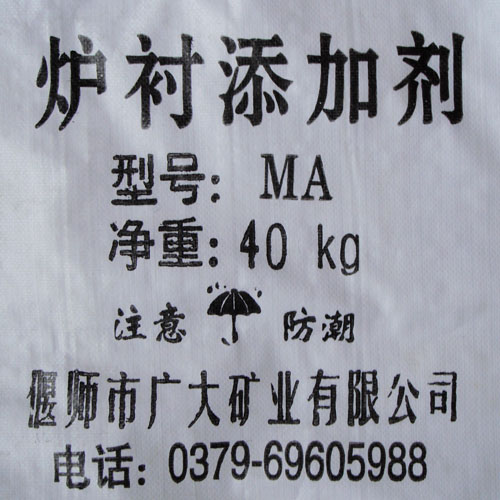 炉衬添加剂
型号：MA
净重：40 kg
注意 防潮
偃师市广大矿业有限公司
电话：0379-69605988